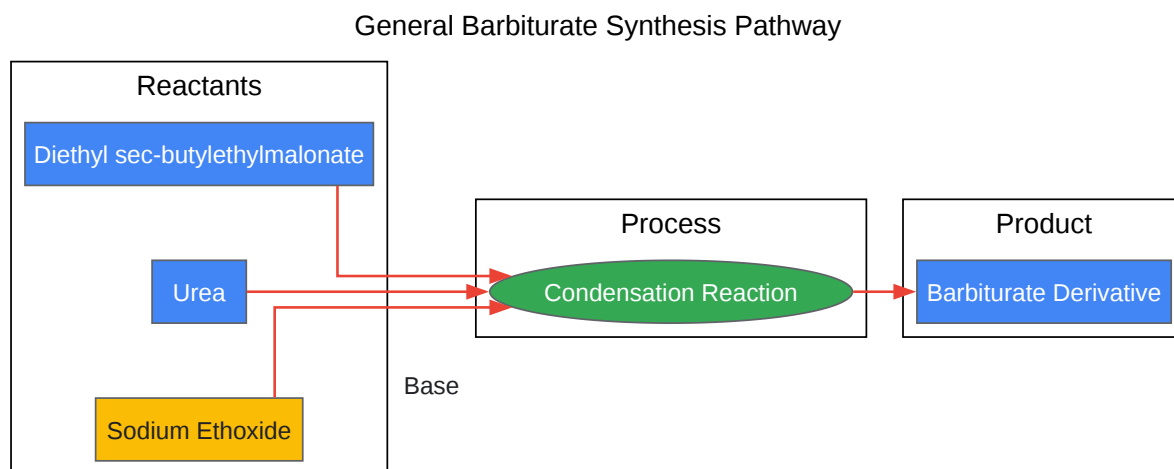 General Barbiturate Synthesis Pathway
Reactants
Diethyl sec-butylethylmalonate
Urea
Sodium Ethoxide
Base
Process
Condensation Reaction
Product
Barbiturate Derivative